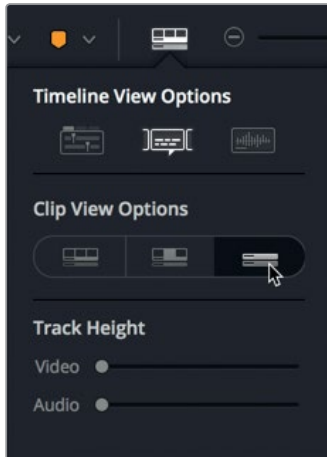 Timeline View Options
Clip View Options
Track Height
Video
Audio